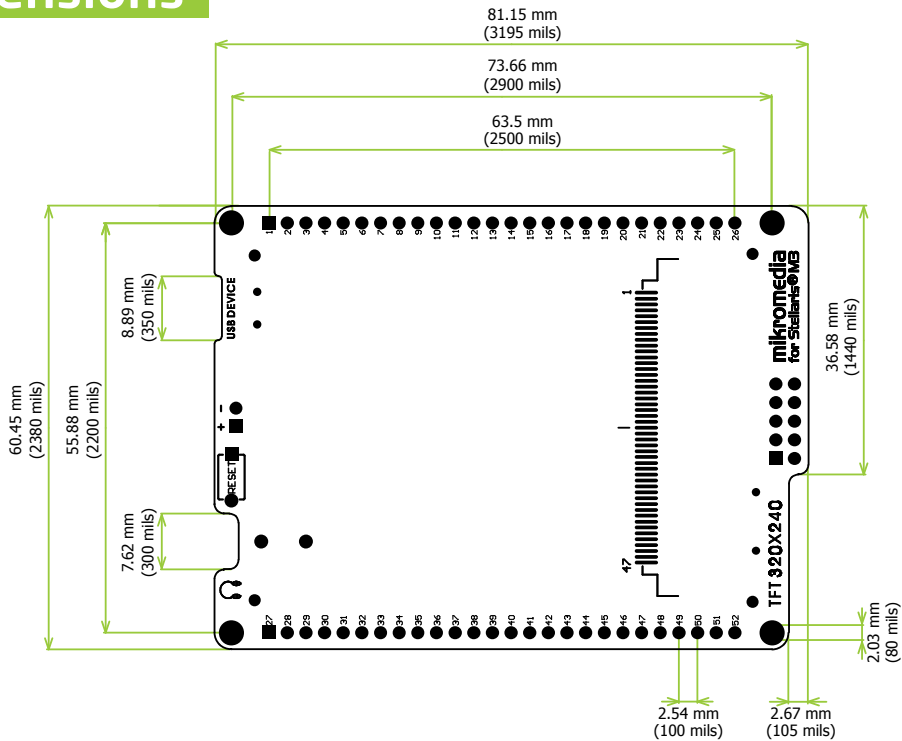 ensions
81.15 mm
(3195 mils)
73.66 mm
(2900 mils)
63.5 mm
(2500 mils)
1 2 3 4 5 6 7 8 9 10 11 12 13 14 15 16 17 18 19 20 21 22 23 24 25 26
8.89 mm
(350 mils)
USB DEVICE
1
mikromedia
for Stellaris® M3
36.58 mm
(1440 mils)
60.45 mm
(2380 mils)
55.88 mm
(2200 mils)
+ -
RESET
7.62 mm
(300 mils)
47
TFT 320X240
27 28 29 30 31 32 33 34 35 36 37 38 39 40 41 42 43 44 45 46 47 48 49 50 51 52
2.03 mm
(80 mils)
2.54 mm
(100 mils)
2.67 mm
(105 mils)